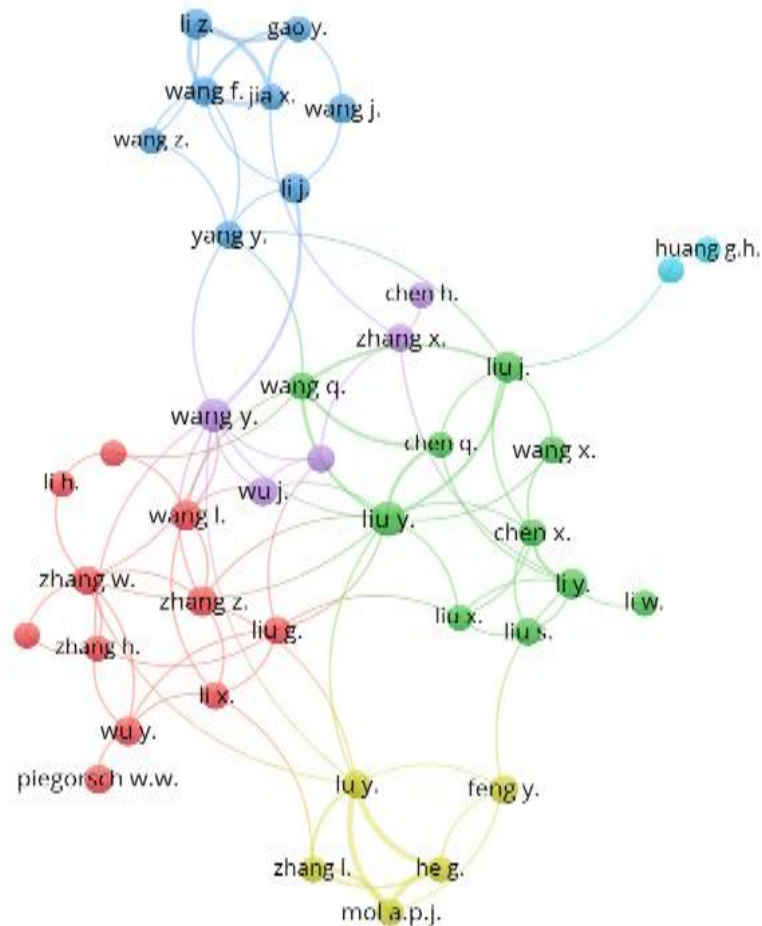 li z.
gao y.
wang f.
jia x.
wang j.
wang z.
li j.
yang y.
huang g.h.
chen h.
zhang x.
liu j.
wang q.
wang y.
chen q.
wang x.
li h.
wu j.
wang l.
liu y.
chen x.
zhang w.
zhang z.
li y.
li w.
liu x.
liu s.
liu g.
zhang h.
li x.
wu y.
piegorsch w.w.
lu y.
feng y.
zhang l.
he g.
mol a.p.j.